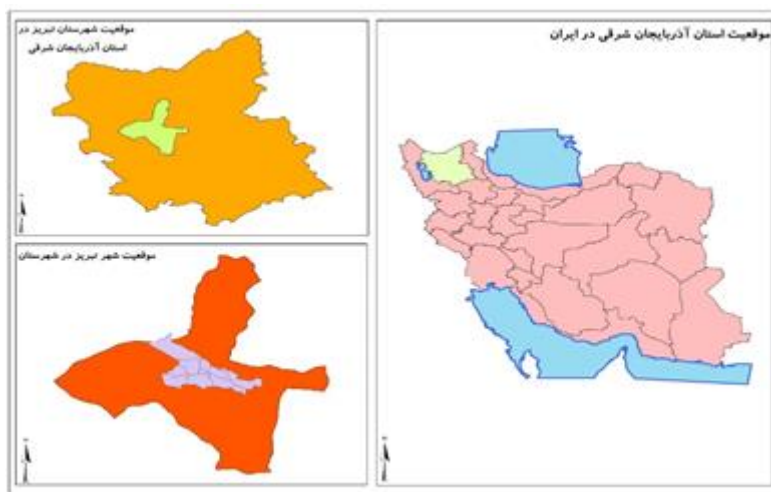 موقعیت استان آذربایجان شرقی در ایران
موقعیت شهرستان تبریز در
استان آذربایجان شرقی
موقعیت شهر تبریز در شهرستان